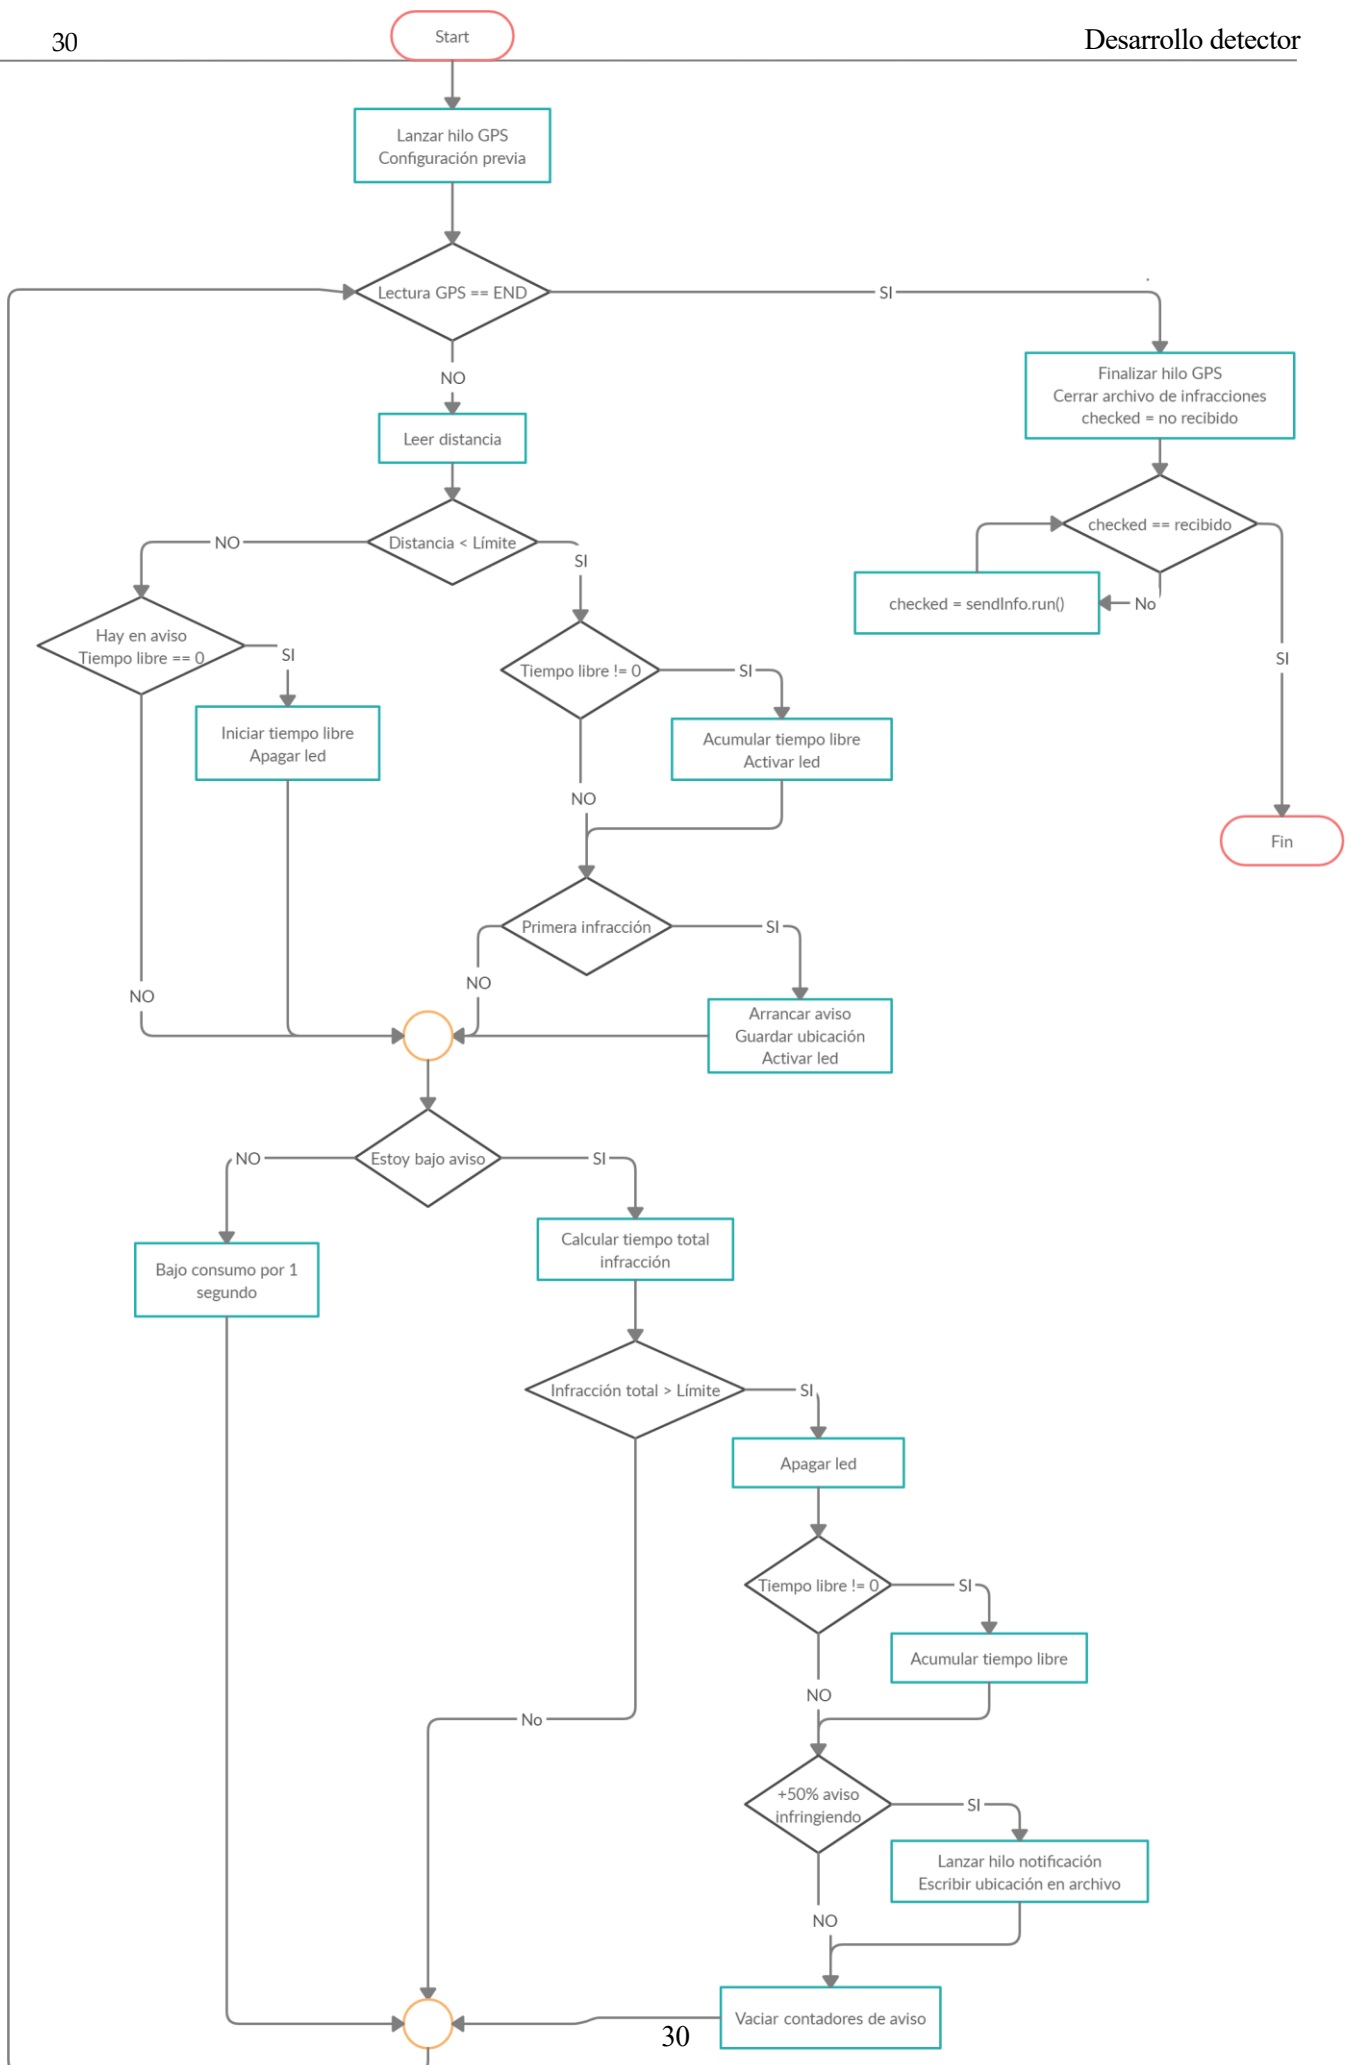 30
Start
Desarrollo detector
Lanzar hilo GPS
Configuración previa
Lectura GPS == END
SI
NO
Finalizar hilo GPS
Cerrar archivo de infracciones
checked = no recibido
Leer distancia
checked == recibido
NO
Distancia < Límite
SI
checked = sendInfo.run()
No
SI
Hay en aviso
Tiempo libre == 0
SI
Tiempo libre != 0
SI
Iniciar tiempo libre
Apagar led
Acumular tiempo libre
Activar led
NO
Fin
Primera infracción
SI
NO
NO
Arrancar aviso
Guardar ubicación
Activar led
NO
Estoy bajo aviso
SI
Calcular tiempo total
infracción
Bajo consumo por 1
segundo
Infracción total > Límite
SI
Apagar led
Tiempo libre != 0
SI
Acumular tiempo libre
NO
No
+50% aviso
infringiendo
SI
Lanzar hilo notificación
Escribir ubicación en archivo
NO
Vaciar contadores de aviso
30